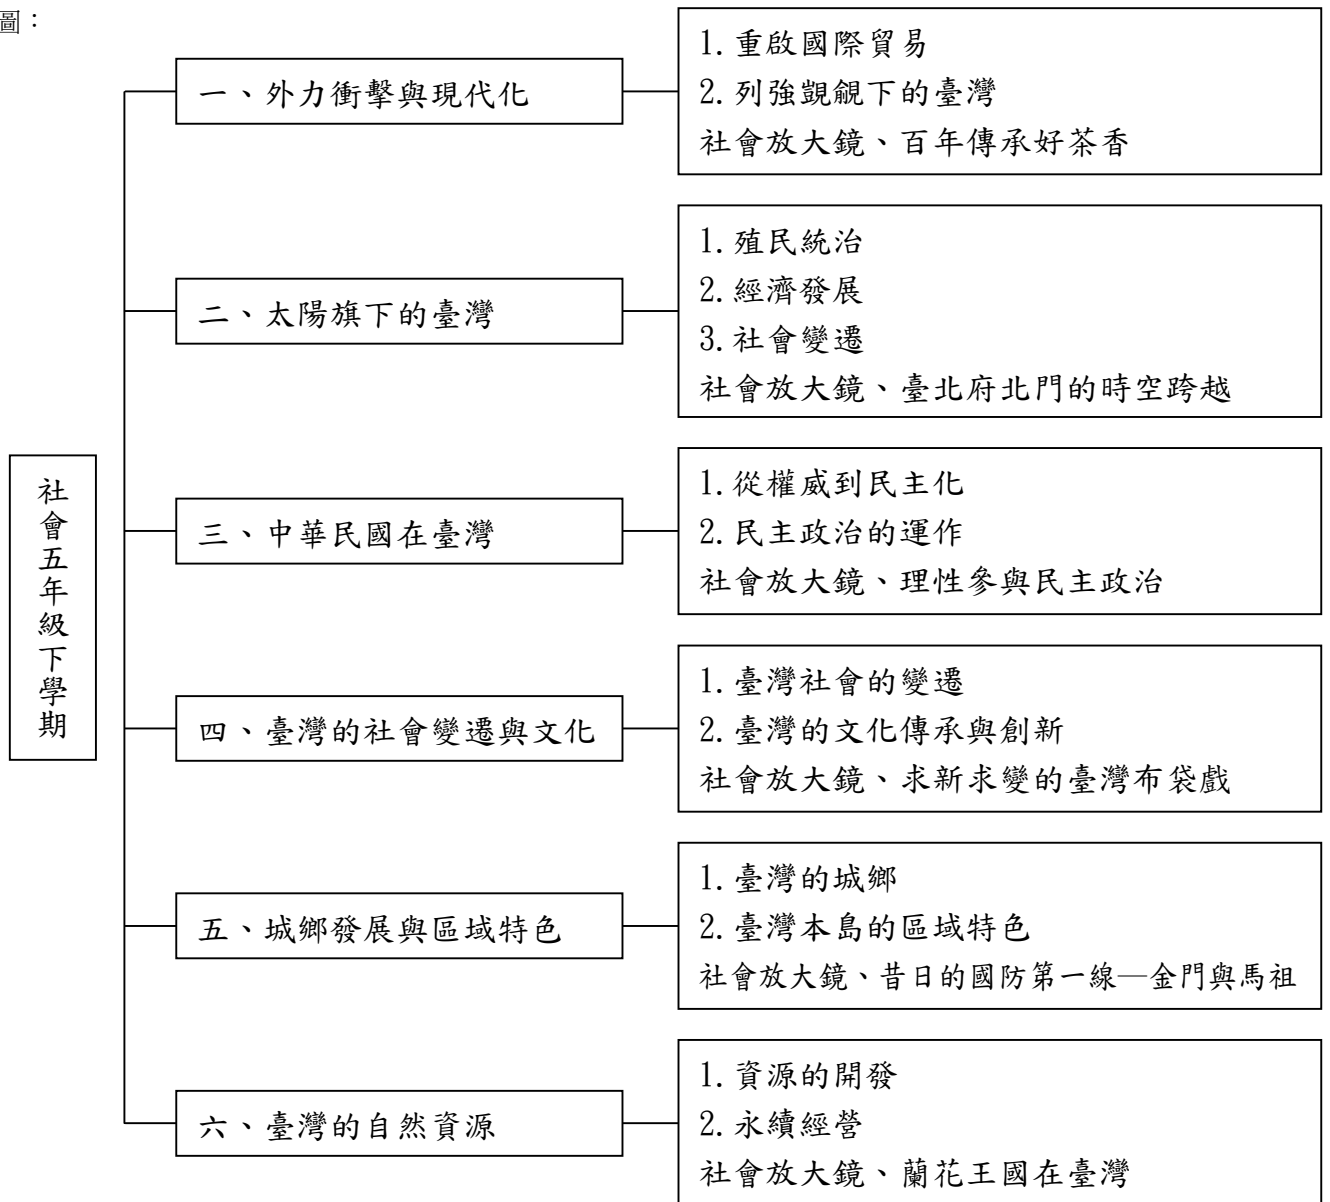 圖：
社會五年級下學期
一、外力衝擊與現代化
1.重啟國際貿易
2.列強覬覦下的臺灣
社會放大鏡、百年傳承好茶香
二、太陽旗下的臺灣
1.殖民統治
2.經濟發展
3.社會變遷
社會放大鏡、臺北府北門的時空跨越
三、中華民國在臺灣
1.從權威到民主化
2.民主政治的運作
社會放大鏡、理性參與民主政治
四、臺灣的社會變遷與文化
1.臺灣社會的變遷
2.臺灣的文化傳承與創新
社會放大鏡、求新求變的臺灣布袋戲
五、城鄉發展與區域特色
1.臺灣的城鄉
2.臺灣本島的區域特色
社會放大鏡、昔日的國防第一線—金門與馬祖
六、臺灣的自然資源
1.資源的開發
2.永續經營
社會放大鏡、蘭花王國在臺灣